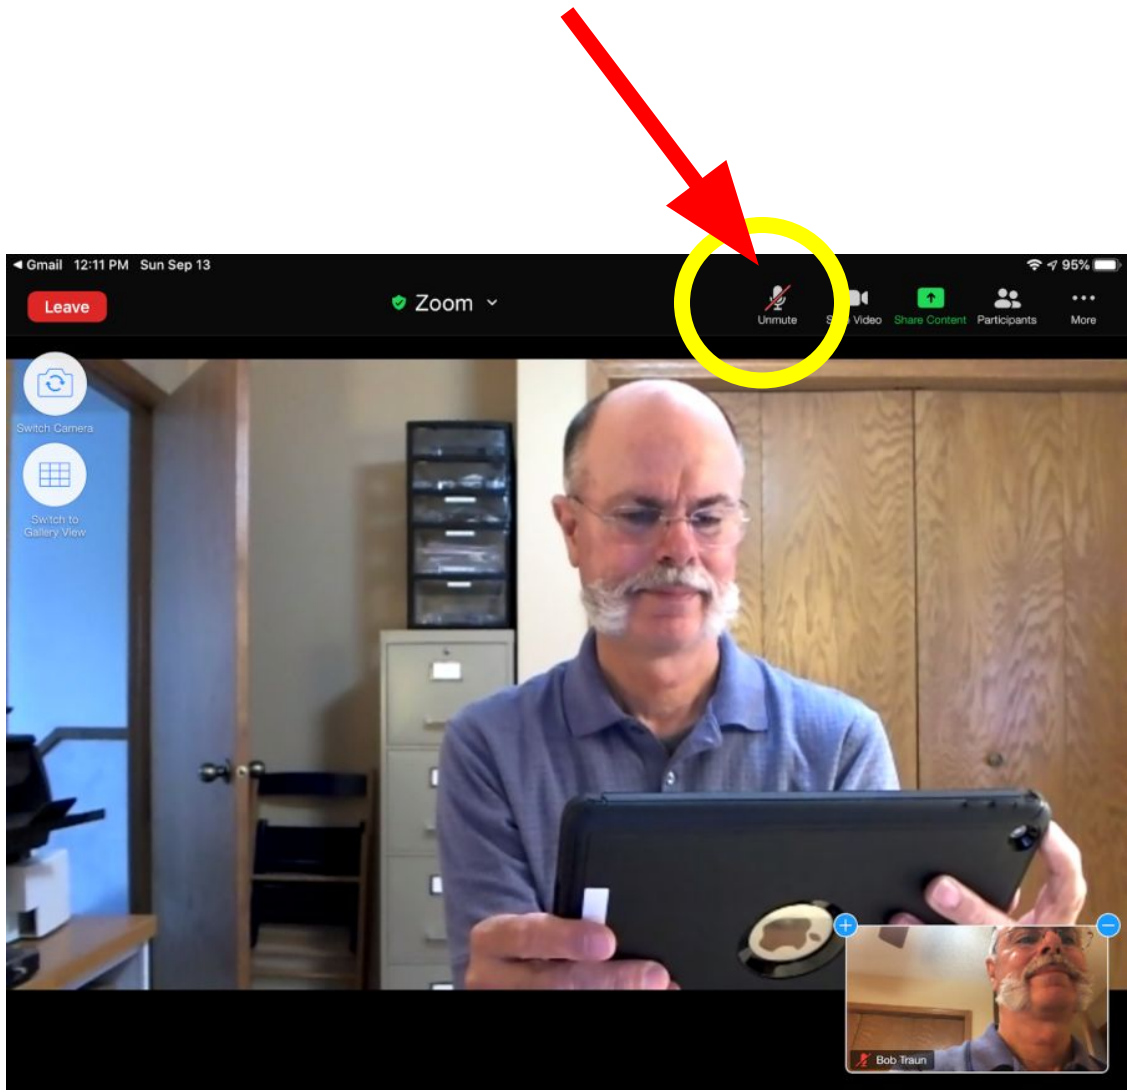 Gmail 12:11 PM Sun Sep 13
95%
Leave
Zoom
Unmute
Video
Share Content
Participants
More
Switch Camera
Switch to
Gallery View
Bob Traun